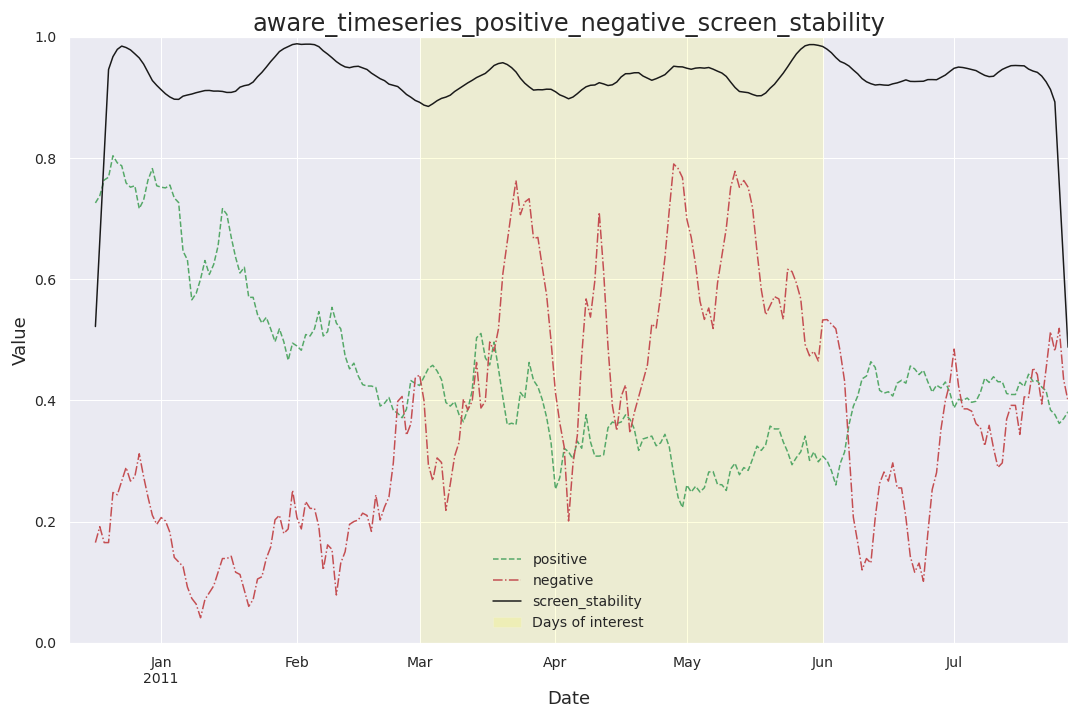 aware_timeseries_positive_negative_screen_stability
1.0
0.8
0.6
0.4
0.2
0.0
Value
positive
negative
screen_stability
Days of interest
Jan Feb Mar Apr May Jun Jul
2011
Date